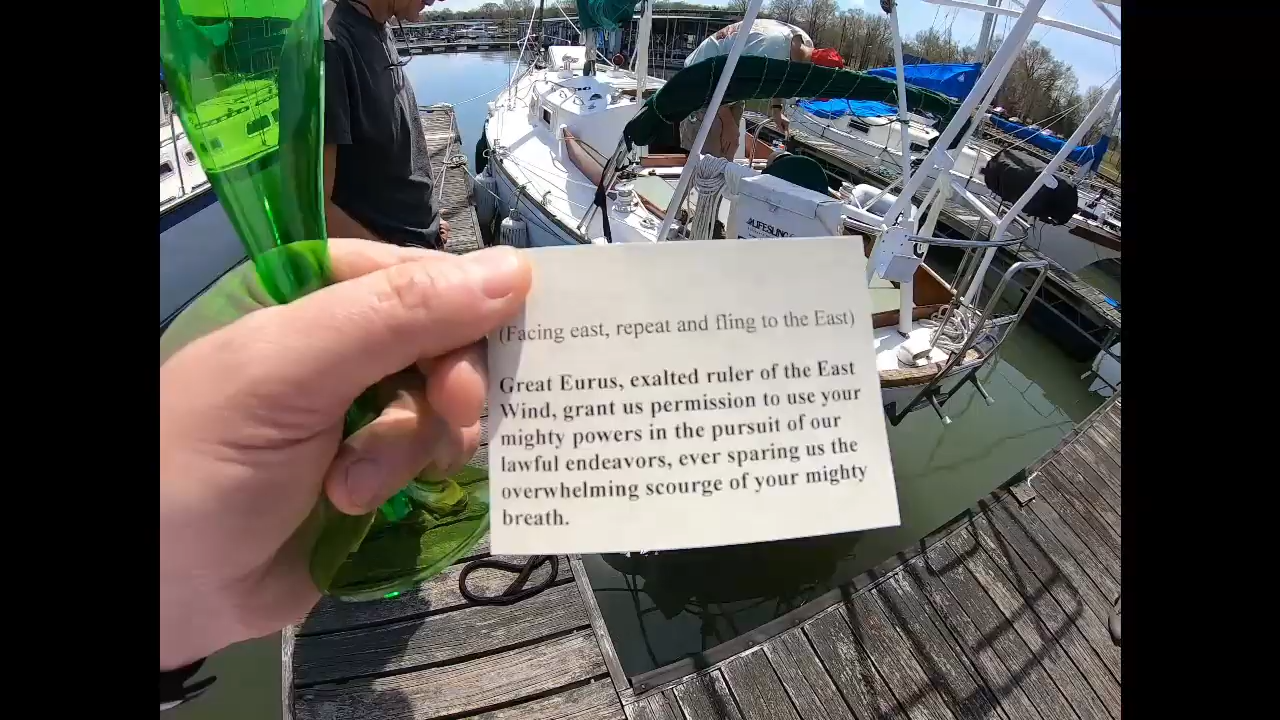 LIFESLING
(Facing east, repeat and fling to the East)
Great Eurus, exalted ruler of the East
Wind, grant us permission to use your
mighty powers in the pursuit of our
lawful endeavors, ever sparing us the
overwhelming scourge of your mighty
breath.